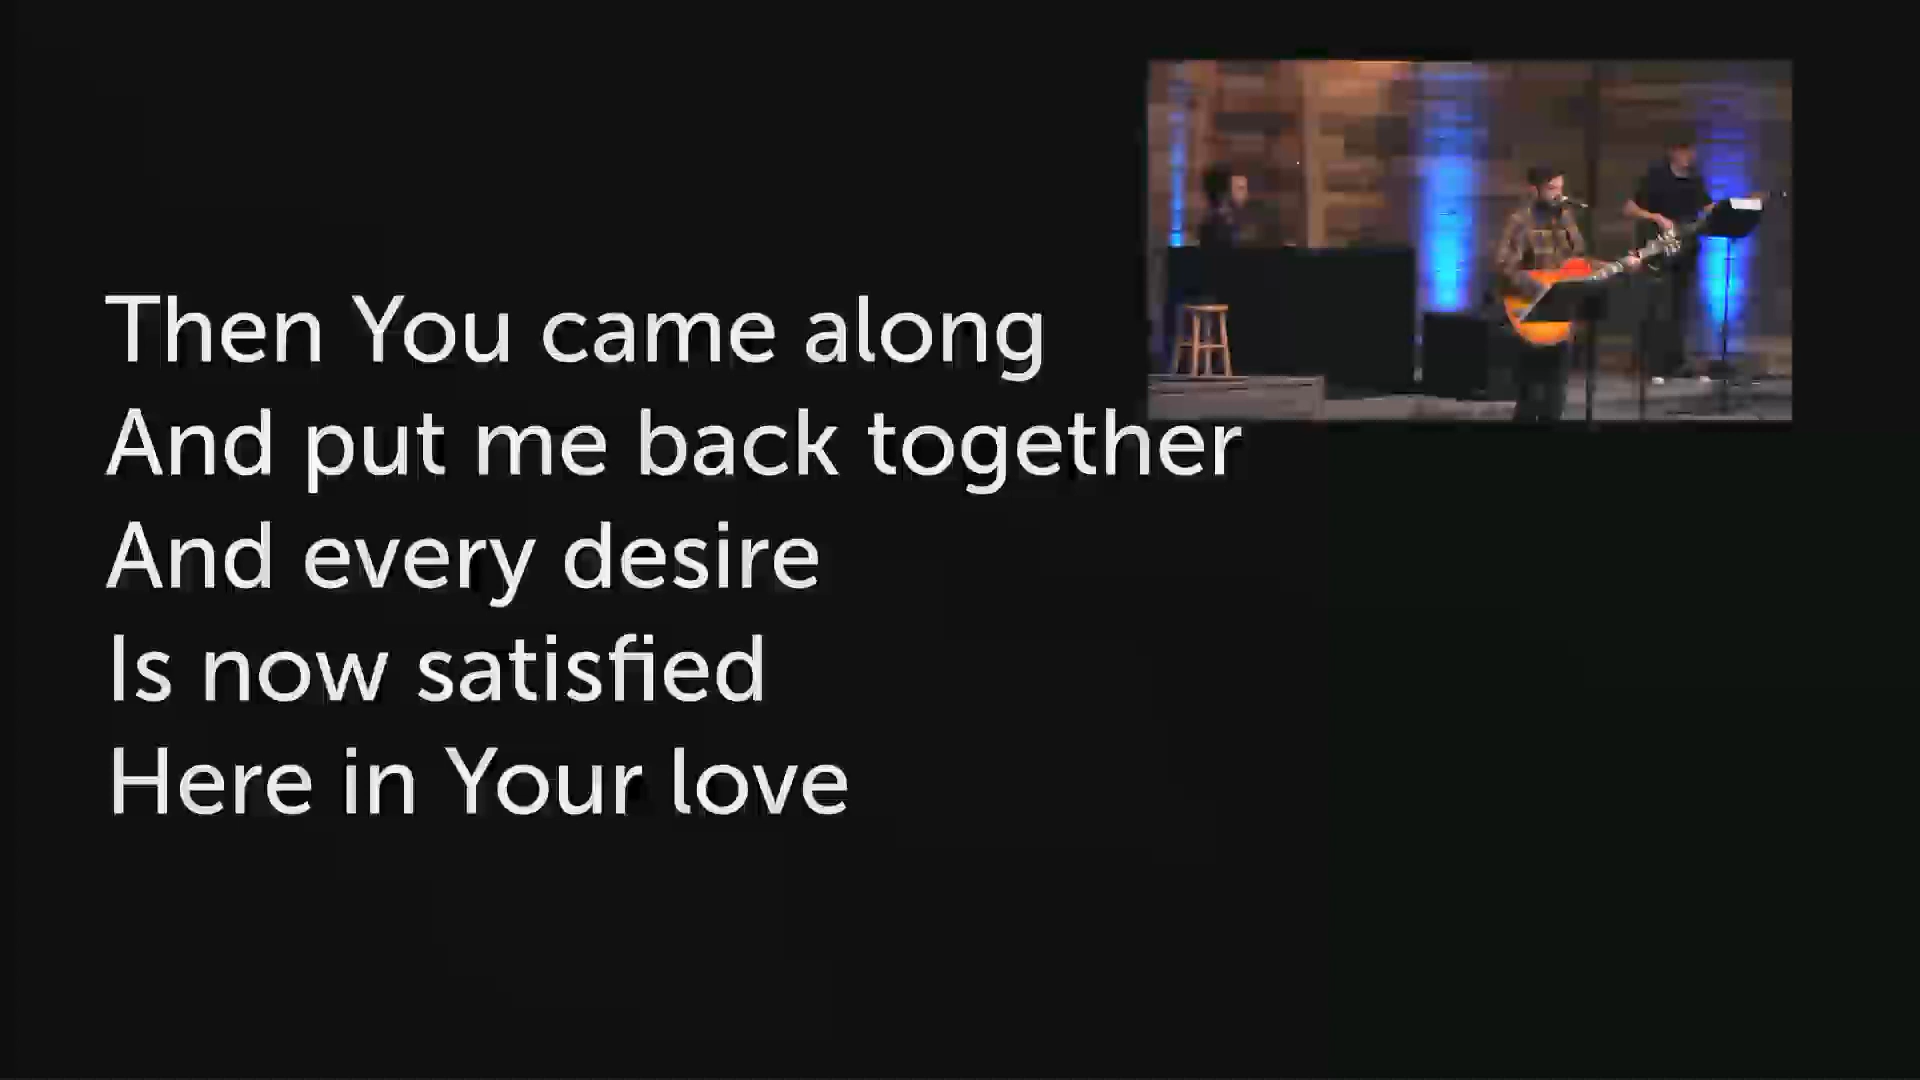 Then You came along
And put me back together
And every desire
Is now satisfied
Here in Your love